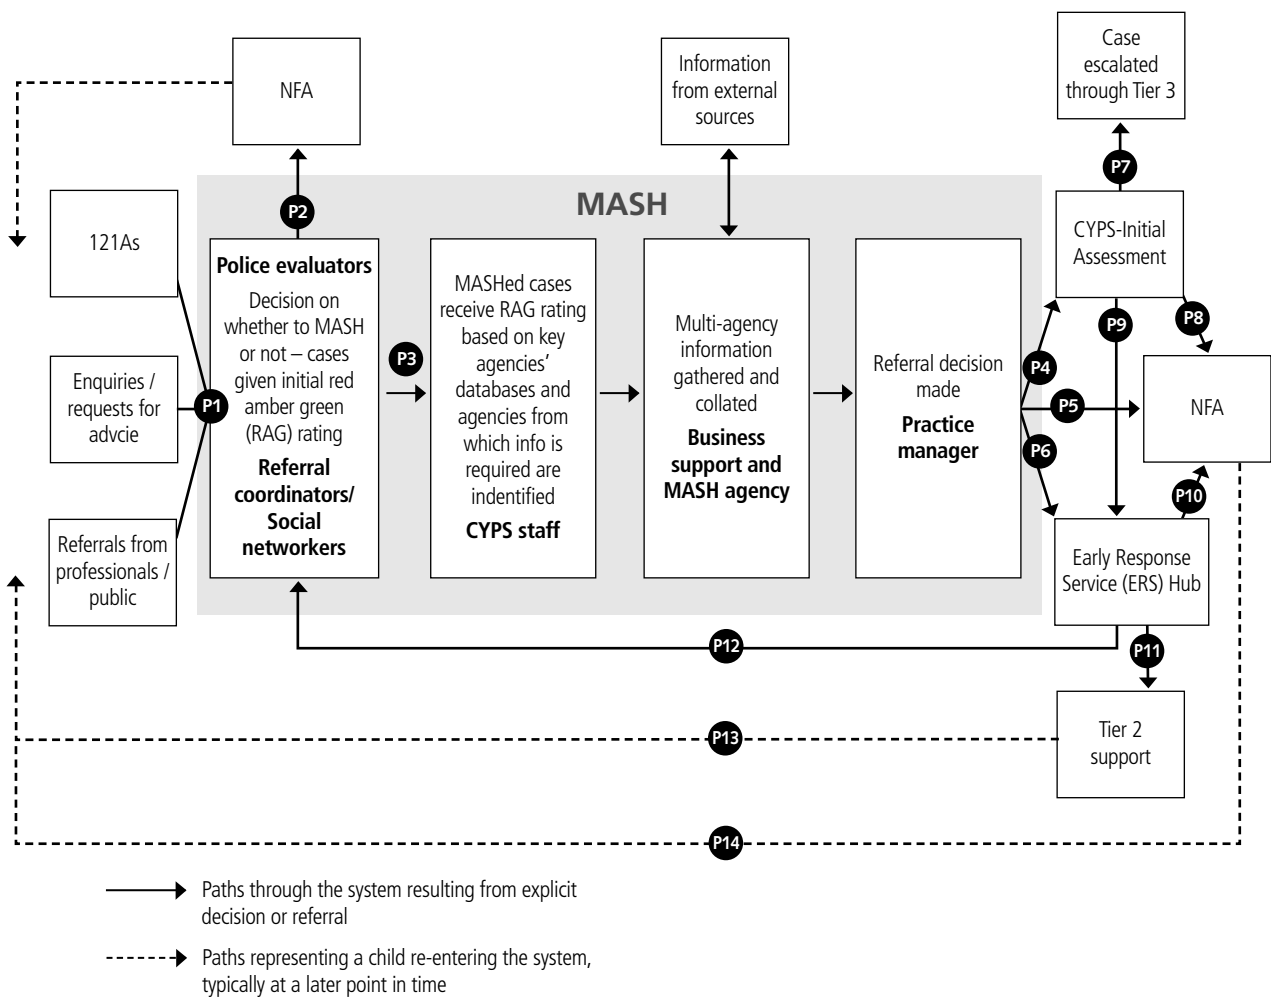 NFA
Information
from external
sources
Case
escalated
through Tier 3
P7
P2
MASH
121As
CYPS-Initial
Assessment
Police evaluators
Decision on
whether to MASH
or not – cases
given initial red
amber green
(RAG) rating
Referral
coordinators/
Social
networkers
MASHed cases
receive RAG rating
based on key
agencies’
databases and
agencies from
which info is
required are
indentified
CYPS staff
Multi-agency
information
gathered and
collated
Business
support and
MASH agency
Referral decision
made
Practice
manager
P9
P8
P3
P4
Enquiries /
requests for
advcie
P1
P5
NFA
P6
P10
Referrals from
professionals /
public
Early Response
Service (ERS) Hub
P12
P11
P13
Tier 2
support
P14
Paths through the system resulting from explicit
decision or referral
Paths representing a child re-entering the system,
typically at a later point in time